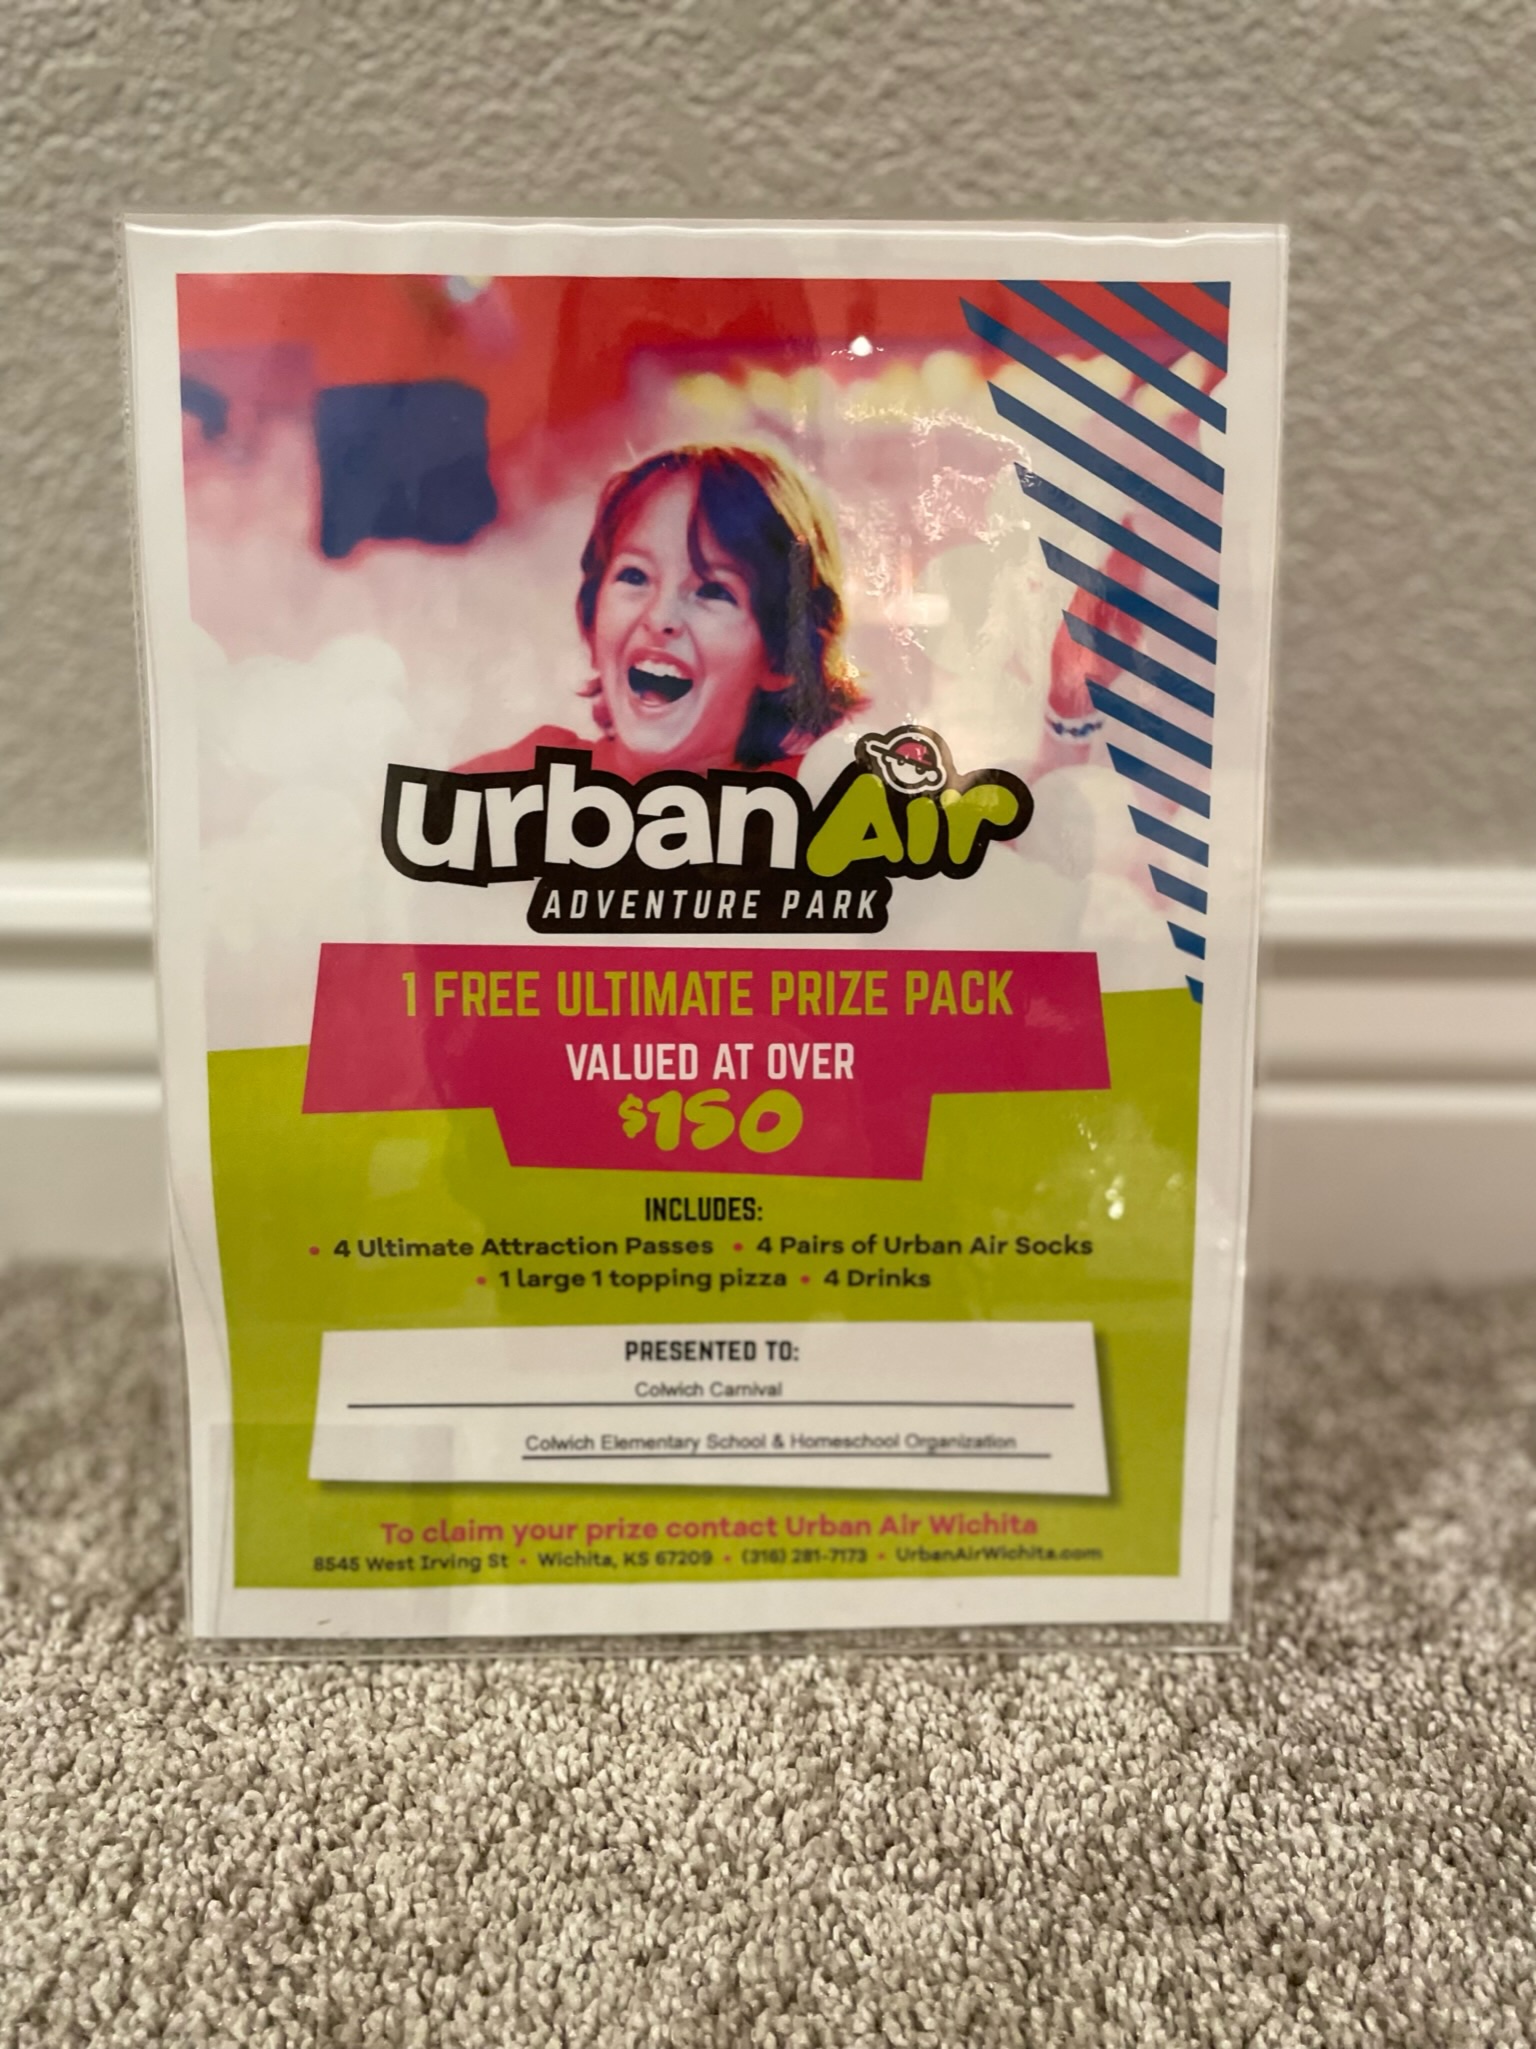 urban Air
ADVENTURE PARK
1 FREE ULTIMATE PRIZE PACK
VALUED AT OVER
$150
INCLUDES:
• 4 Ultimate Attraction Passes • 4 Pairs of Urban Air Socks
• 1 large 1 topping pizza • 4 Drinks
PRESENTED TO:
Colwich Carnival
Colwich Elementary School & Homeschool Organization
To claim your prize contact Urban Air Wichita
8545 West Irving St • Wichita, KS 67209 • (316) 281-7173 • UrbanAirWichita.com